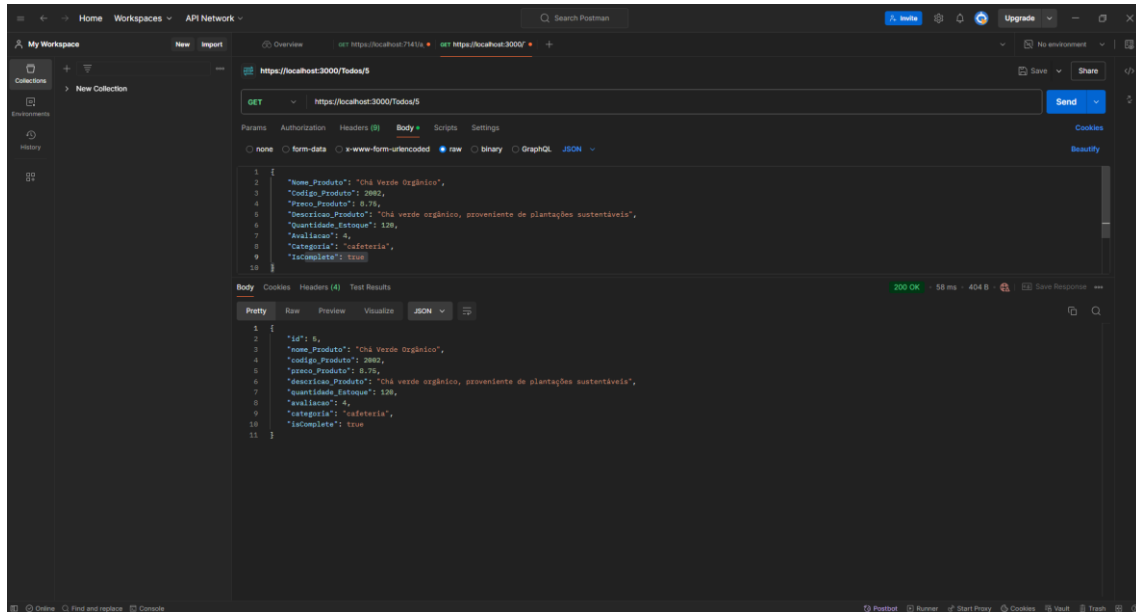 Home Workspaces API Network Search Postman Invite Upgrade
My Workspace New Import Overview GET https://localhost:7141/a GET https://localhost:3000/ No environment
Collections
Environments
History
New Collection
https://localhost:3000/Todos/5 Save Share
GET https://localhost:3000/Todos/5 Send
Params Authorization Headers (9) Body Scripts Settings Cookies
none form-data x-www-form-urlencoded raw binary GraphQL JSON Beautify
1 {
2 "Nome_Produto": "Chá Verde Orgânico",
3 "Codigo_Produto": 2002,
4 "Preco_Produto": 8.75,
5 "Descricao_Produto": "Chá verde orgânico, proveniente de plantações sustentáveis",
6 "Quantidade_Estoque": 120,
7 "Avaliacao": 4,
8 "Categoria": "cafeteria",
9 "IsComplete": true
10 }
Body Cookies Headers (4) Test Results 200 OK 58 ms 404 B Save Response
Pretty Raw Preview Visualize JSON
1 {
2 "id": 5,
3 "nome_Produto": "Chá Verde Orgânico",
4 "codigo_Produto": 2002,
5 "preco_Produto": 8.75,
6 "descricao_Produto": "Chá verde orgânico, proveniente de plantações sustentáveis",
7 "quantidade_Estoque": 120,
8 "avaliacao": 4,
9 "categoria": "cafeteria",
10 "isComplete": true
11 }
Online Find and replace Console Postbot Runner Start Proxy Cookies Vault Trash